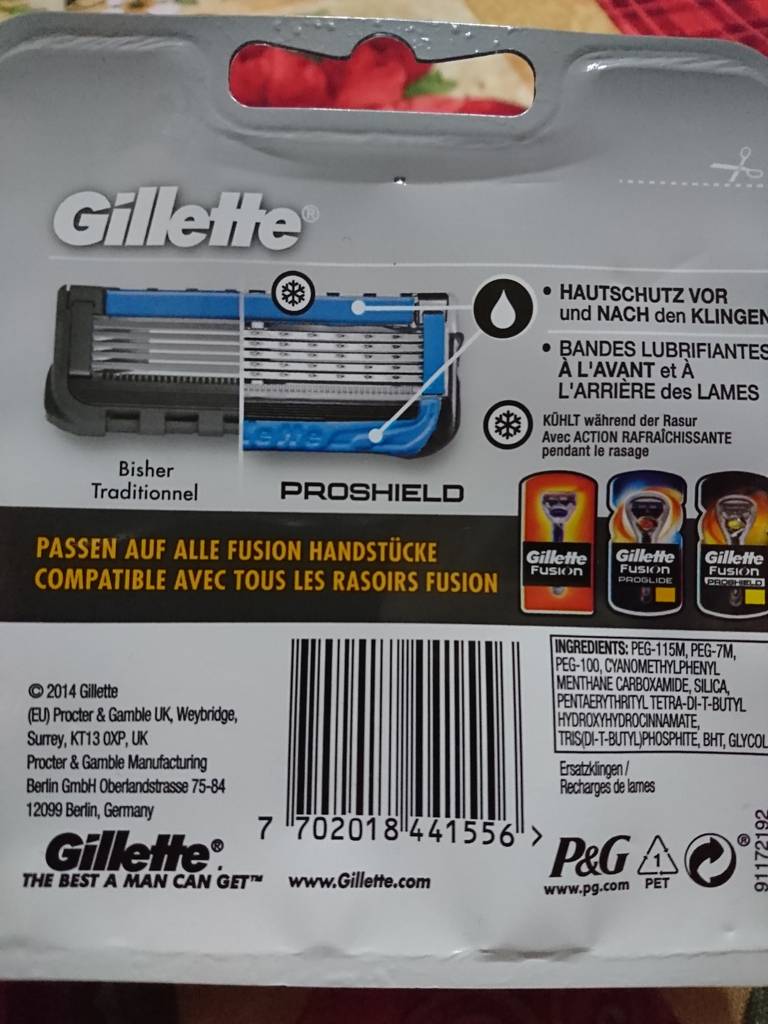 Gillette®
• HAUTSCHUTZ VOR
und NACH den KLINGEN
• BANDES LUBRIFIANTES
À L'AVANT et À
L'ARRIÈRE des LAMES
KÜHLT während der Rasur
Avec ACTION RAFRAÎCHISSANTE
pendant le rasage
Bisher
Traditionnel
PROSHIELD
PASSEN AUF ALLE FUSION HANDSTÜCKE
COMPATIBLE AVEC TOUS LES RASOIRS FUSION
Gillette
FUSION
Gillette
FUSION
PROGLIDE
Gillette
FUSION
PROSHIELD
INGREDIENTS: PEG-115M, PEG-7M,
PEG-100, CYANOMETHYLPHENYL
MENTHANE CARBOXAMIDE, SILICA,
PENTAERYTHRITYL TETRA-DI-T-BUTYL
HYDROXYHYDROCINNAMATE,
TRIS(DI-T-BUTYL)PHOSPHITE, BHT, GLYCOL
Ersatzklingen /
Recharges de lames
© 2014 Gillette
(EU) Procter & Gamble UK, Weybridge,
Surrey, KT13 0XP, UK
Procter & Gamble Manufacturing
Berlin GmbH Oberlandstrasse 75-84
12099 Berlin, Germany
7 702018 441556 >
Gillette®
THE BEST A MAN CAN GET™
www.Gillette.com
P&G
www.pg.com
1
PET
®
91172192